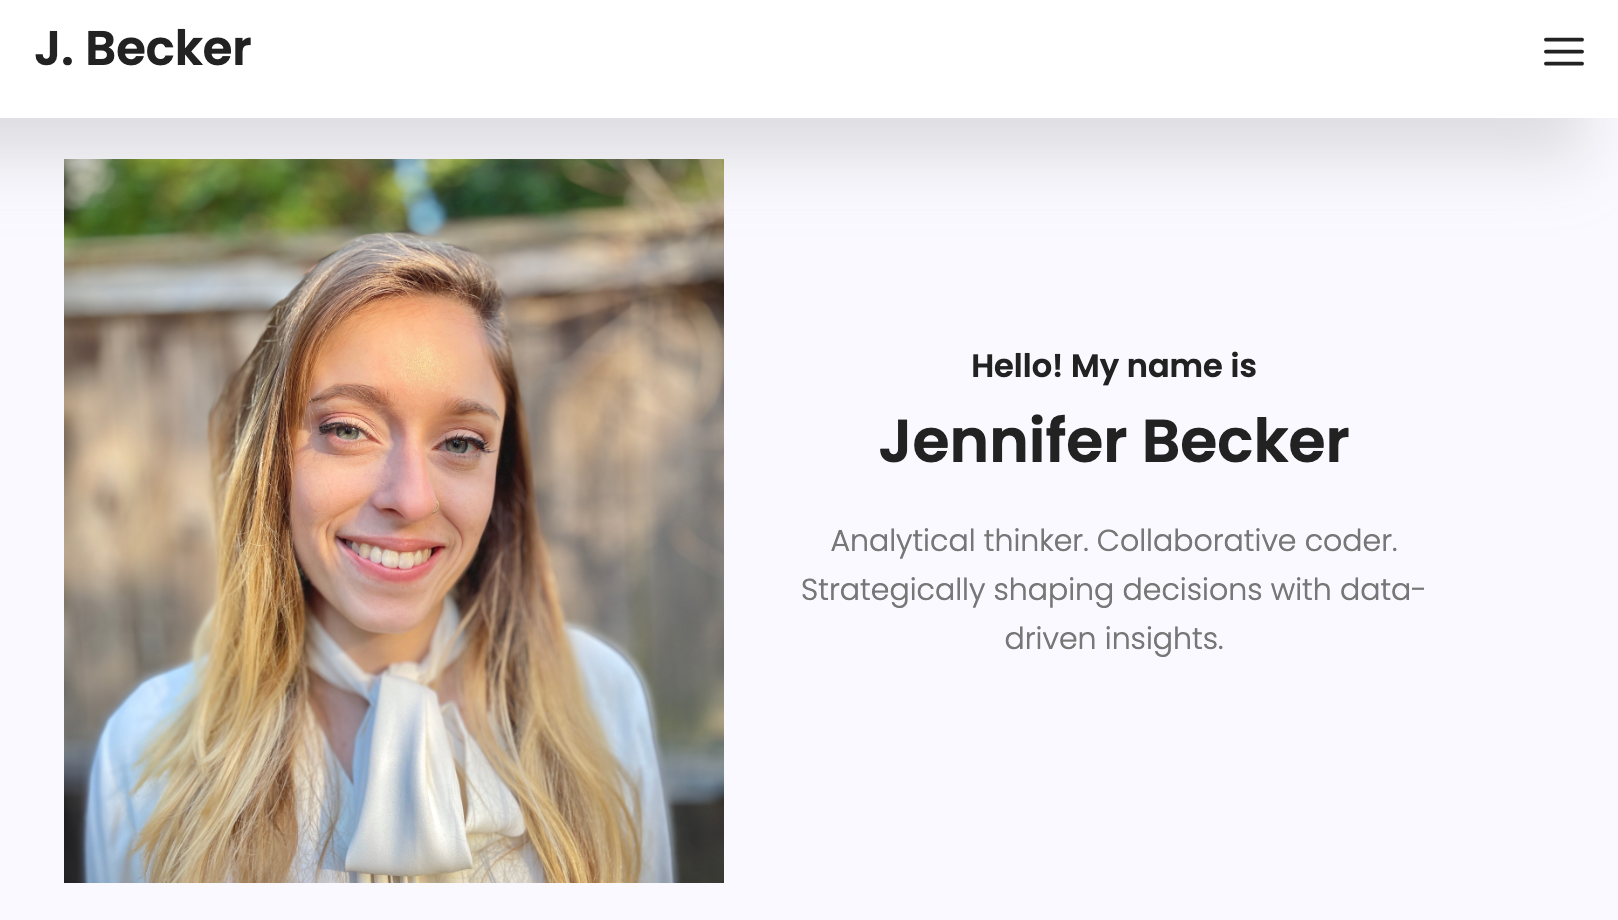 J. Becker
Hello! My name is
Jennifer Becker
Analytical thinker. Collaborative coder.
Strategically shaping decisions with data-
driven insights.